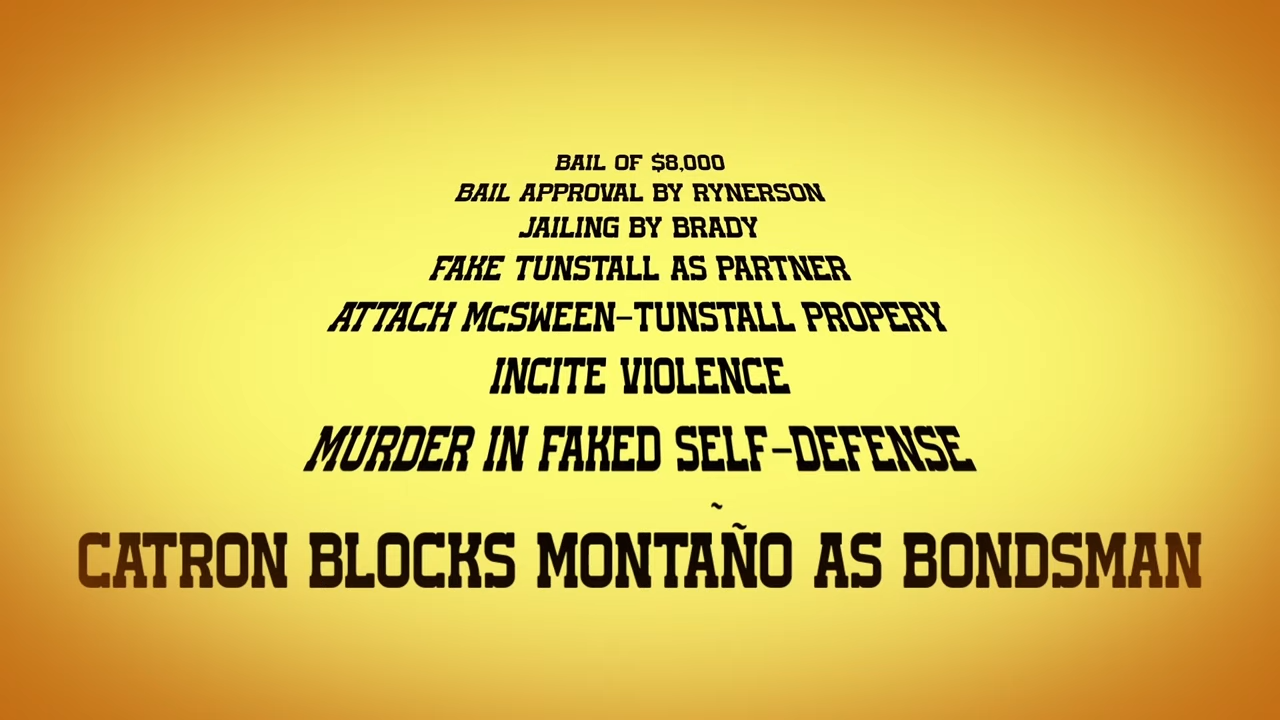 BAIL OF $8,000
BAIL APPROVAL BY RYNERSON
JAILING BY BRADY
FAKE TUNSTALL AS PARTNER
ATTACH McSWEEN-TUNSTALL PROPERY
INCITE VIOLENCE
MURDER IN FAKED SELF-DEFENSE
~
CATRON BLOCKS MONTAÑO AS BONDSMAN